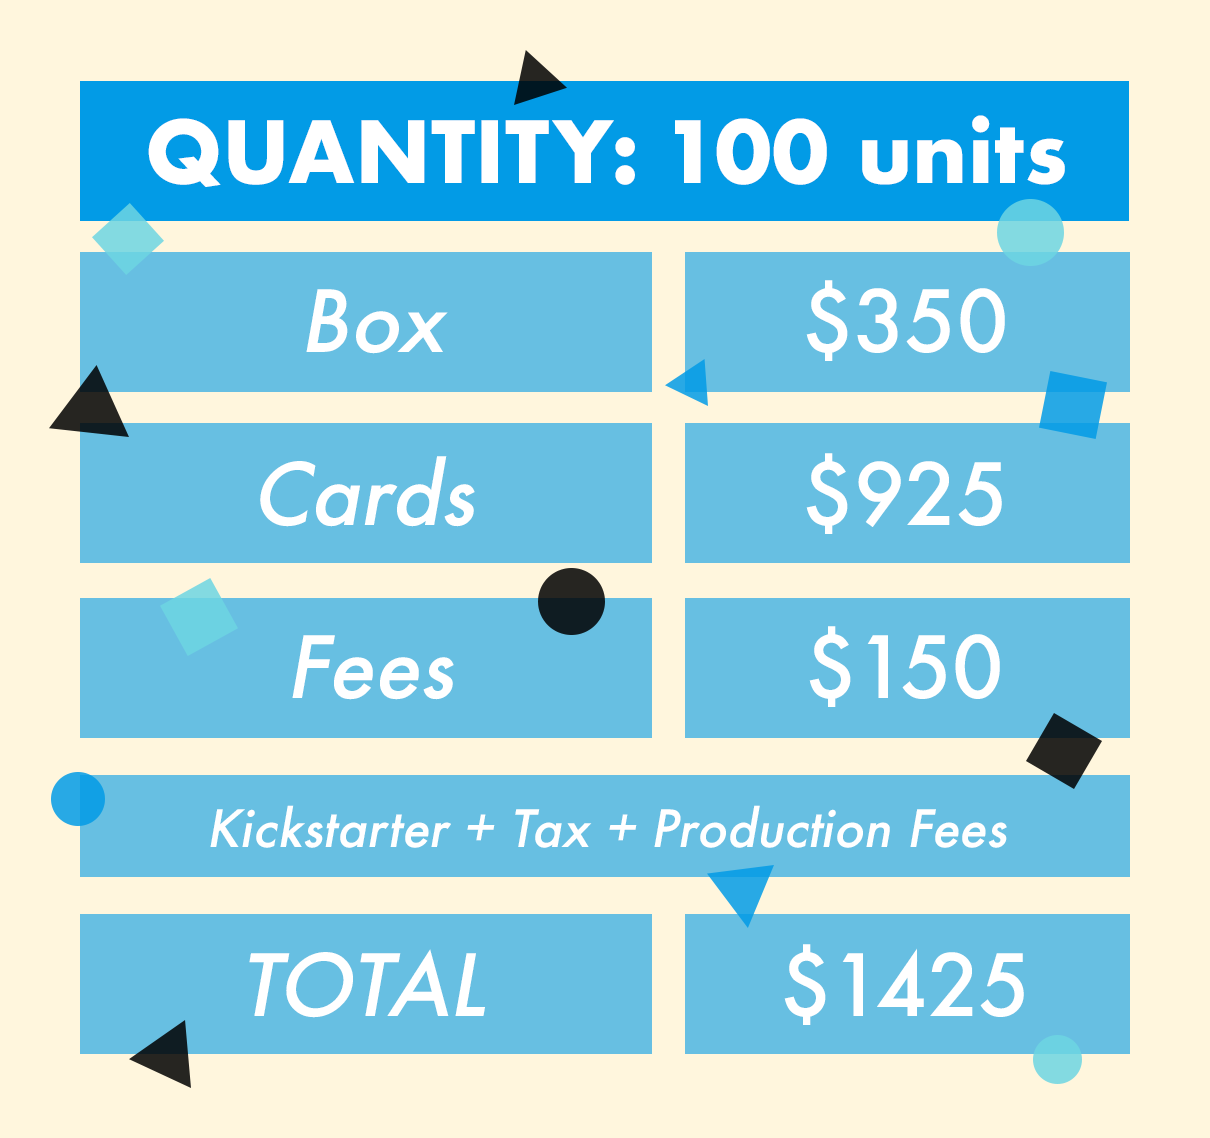 QUANTITY: 100 units
Box $350
Cards $925
Fees $150
Kickstarter + Tax + Production Fees
TOTAL $1425